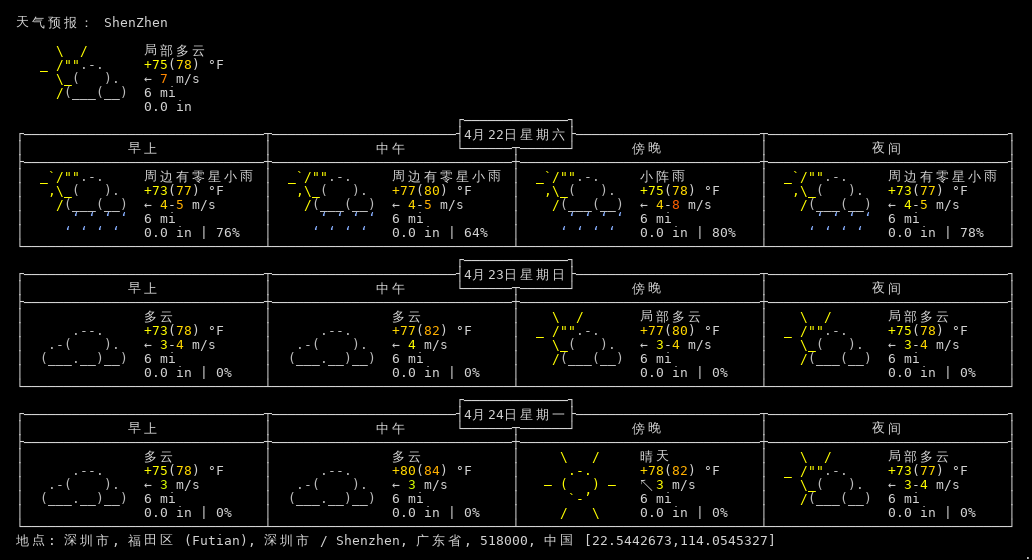 天气预报： ShenZhen
局部多云
+75(78) °F
← 7 m/s
6 mi
0.0 in
4月22日星期六
早上 中午 傍晚 夜间
周边有零星小雨 周边有零星小雨 小阵雨 周边有零星小雨
+73(77) °F +77(80) °F +75(78) °F +73(77) °F
← 4-5 m/s ← 4-5 m/s ← 4-8 m/s ← 4-5 m/s
6 mi 6 mi 6 mi 6 mi
0.0 in | 76% 0.0 in | 64% 0.0 in | 80% 0.0 in | 78%
4月23日星期日
早上 中午 傍晚 夜间
多云 多云 局部多云 局部多云
+73(78) °F +77(82) °F +77(80) °F +75(78) °F
← 3-4 m/s ← 4 m/s ← 3-4 m/s ← 3-4 m/s
6 mi 6 mi 6 mi 6 mi
0.0 in | 0% 0.0 in | 0% 0.0 in | 0% 0.0 in | 0%
4月24日星期一
早上 中午 傍晚 夜间
多云 多云 晴天 局部多云
+75(78) °F +80(84) °F +78(82) °F +73(77) °F
← 3 m/s ← 3 m/s ↖ 3 m/s ← 3-4 m/s
6 mi 6 mi 6 mi 6 mi
0.0 in | 0% 0.0 in | 0% 0.0 in | 0% 0.0 in | 0%
地点: 深圳市, 福田区 (Futian), 深圳市 / Shenzhen, 广东省, 518000, 中国 [22.5442673,114.0545327]